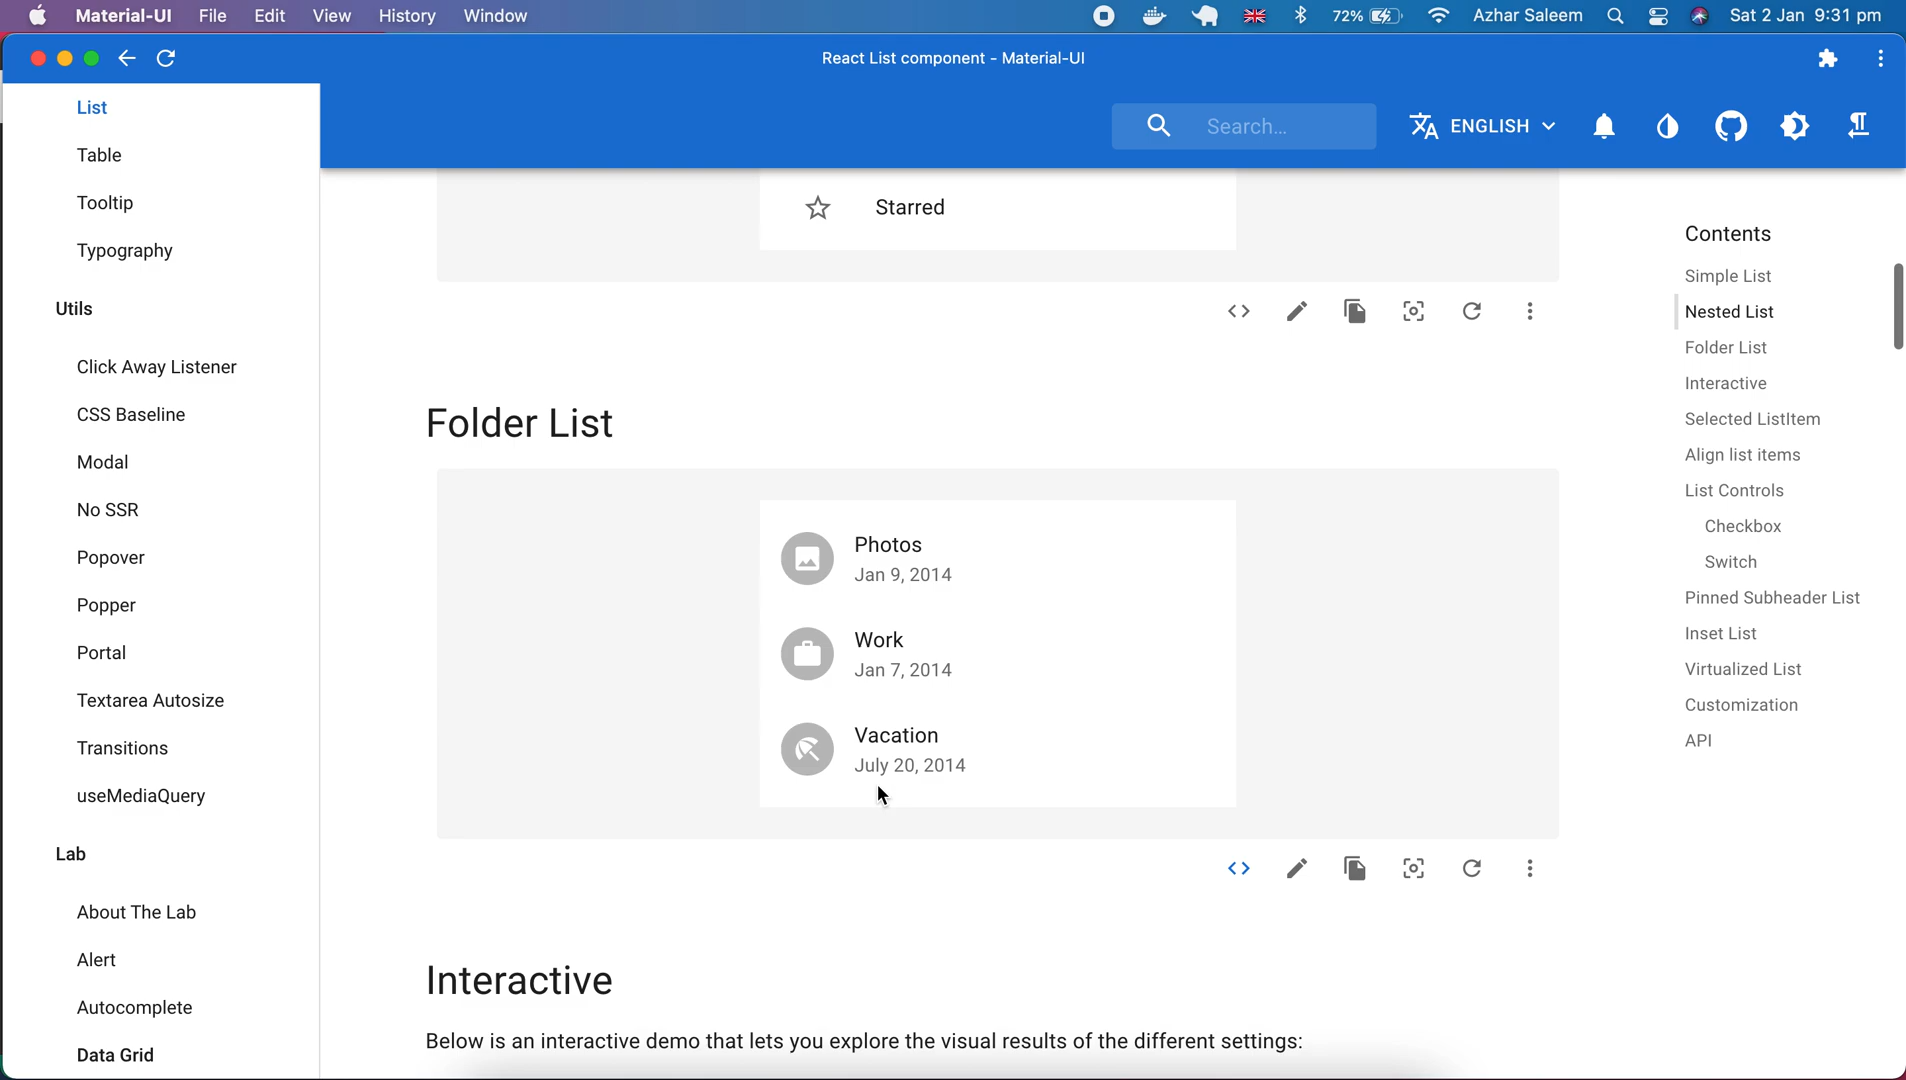 Material-UI File Edit View History Window 72% Azhar Saleem Sat 2 Jan 9:31 pm
React List component - Material-UI
Search... ENGLISH
List
Table
Tooltip
Typography
Utils
Click Away Listener
CSS Baseline
Modal
No SSR
Popover
Popper
Portal
Textarea Autosize
Transitions
useMediaQuery
Lab
About The Lab
Alert
Autocomplete
Data Grid
Starred
Folder List
Photos
Jan 9, 2014
Work
Jan 7, 2014
Vacation
July 20, 2014
Interactive
Below is an interactive demo that lets you explore the visual results of the different settings:
Contents
Simple List
Nested List
Folder List
Interactive
Selected ListItem
Align list items
List Controls
Checkbox
Switch
Pinned Subheader List
Inset List
Virtualized List
Customization
API